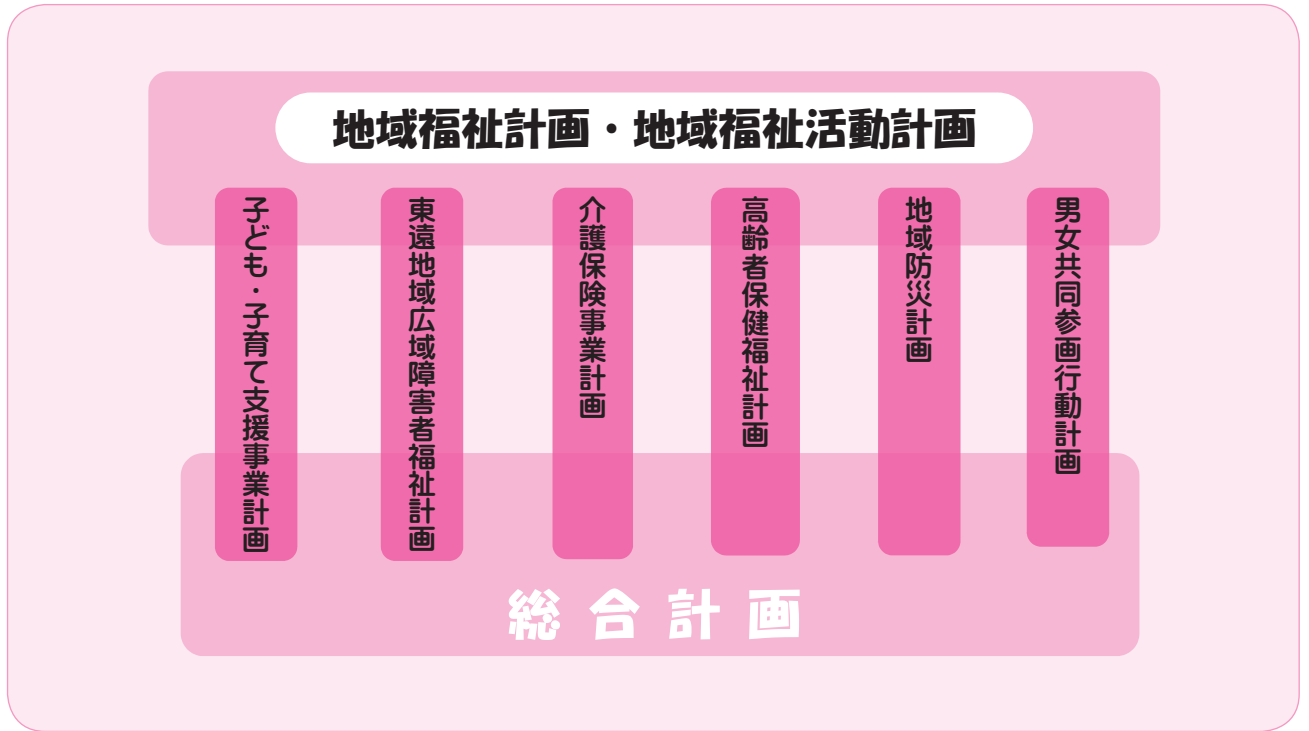 地域福祉計画・地域福祉活動計画
子ども・子育て支援事業計画
東遠地域広域障害者福祉計画
介護保険事業計画
高齢者保健福祉計画
地域防災計画
男女共同参画行動計画
総合計画